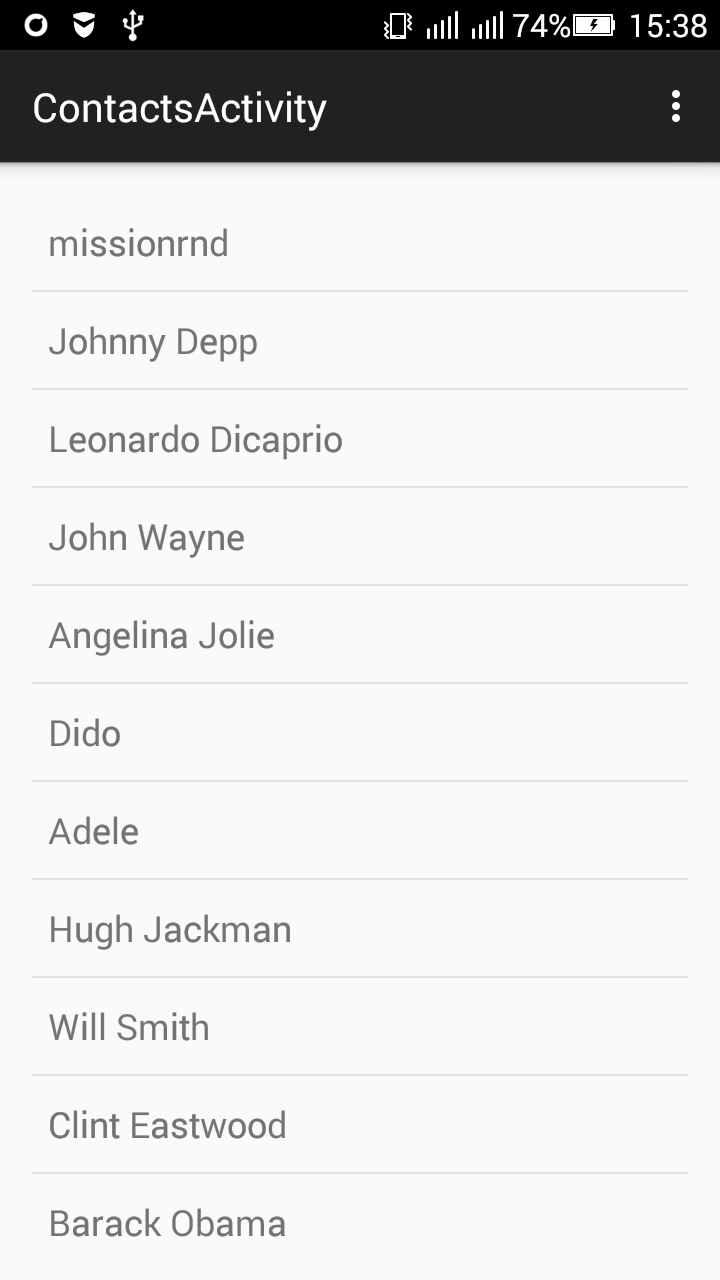 74% 15:38
ContactsActivity
missionrnd
Johnny Depp
Leonardo Dicaprio
John Wayne
Angelina Jolie
Dido
Adele
Hugh Jackman
Will Smith
Clint Eastwood
Barack Obama